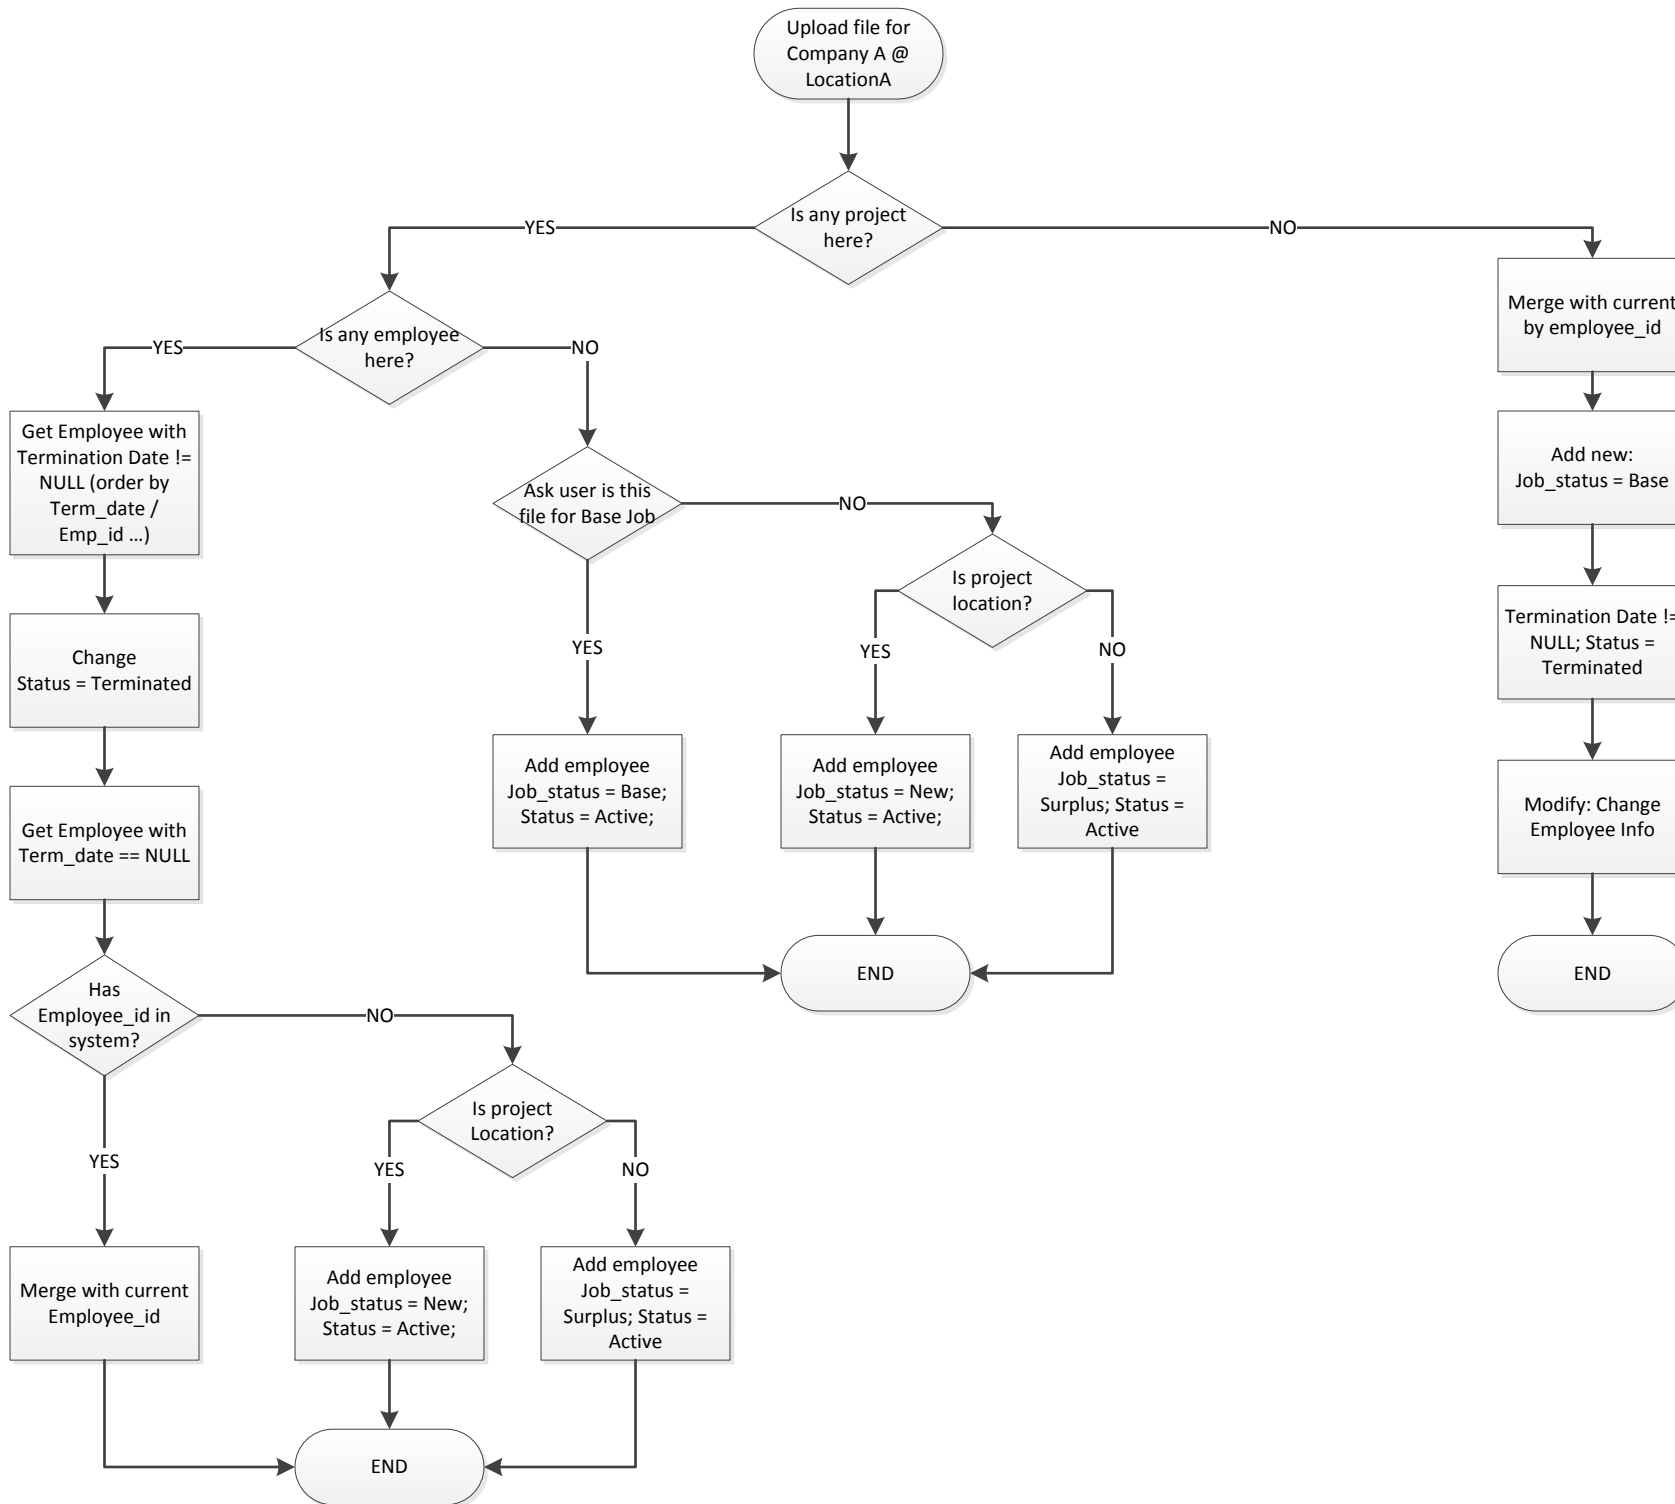 Upload file for
Company A @
LocationA
Is any project
here?
YES
NO
Is any employee
here?
YES
NO
Merge with current
by employee_id
Get Employee with
Termination Date !=
NULL (order by
Term_date /
Emp_id ...)
Ask user is this
file for Base Job
NO
Add new:
Job_status = Base
Is project
location?
YES
YES
NO
Change
Status = Terminated
Termination Date !=
NULL; Status =
Terminated
Get Employee with
Term_date == NULL
Add employee
Job_status = Base;
Status = Active;
Add employee
Job_status = New;
Status = Active;
Add employee
Job_status =
Surplus; Status =
Active
Modify: Change
Employee Info
END
END
Has
Employee_id in
system?
NO
YES
Is project
Location?
YES
NO
Merge with current
Employee_id
Add employee
Job_status = New;
Status = Active;
Add employee
Job_status =
Surplus; Status =
Active
END